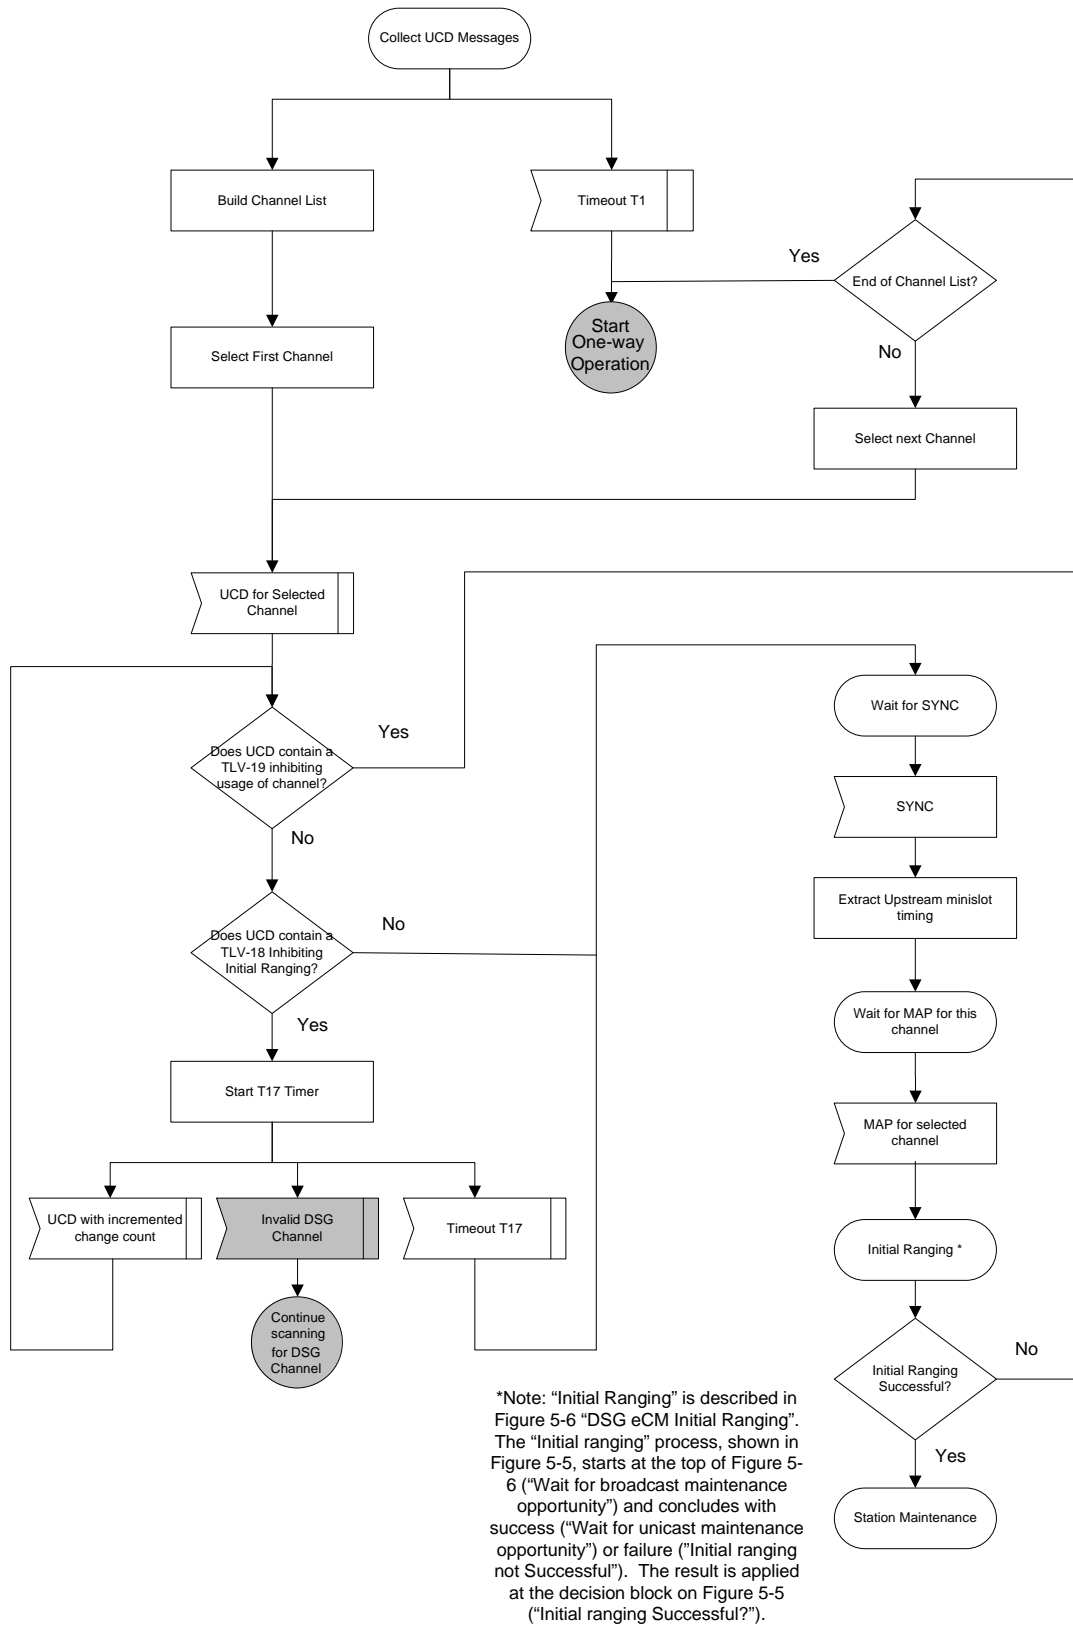 Collect UCD Messages
Build Channel List
Timeout T1
Yes
End of Channel List?
Start
One-way
Operation
Select First Channel
No
Select next Channel
UCD for Selected
Channel
Wait for SYNC
Does UCD contain a
TLV-19 inhibiting
usage of channel?
Yes
SYNC
No
Extract Upstream minislot
timing
Does UCD contain a
TLV-18 Inhibiting
Initial Ranging?
No
Wait for MAP for this
channel
Yes
Start T17 Timer
MAP for selected
channel
UCD with incremented
change count
Invalid DSG
Channel
Timeout T17
Initial Ranging *
Continue
scanning
for DSG
Channel
Initial Ranging
Successful?
No
Yes
Station Maintenance
*Note: “Initial Ranging” is described in
Figure 5-6 “DSG eCM Initial Ranging”.
The “Initial ranging” process, shown in
Figure 5-5, starts at the top of Figure 5-
6 (“Wait for broadcast maintenance
opportunity”) and concludes with
success (“Wait for unicast maintenance
opportunity”) or failure (”Initial ranging
not Successful”). The result is applied
at the decision block on Figure 5-5
(“Initial ranging Successful?”).